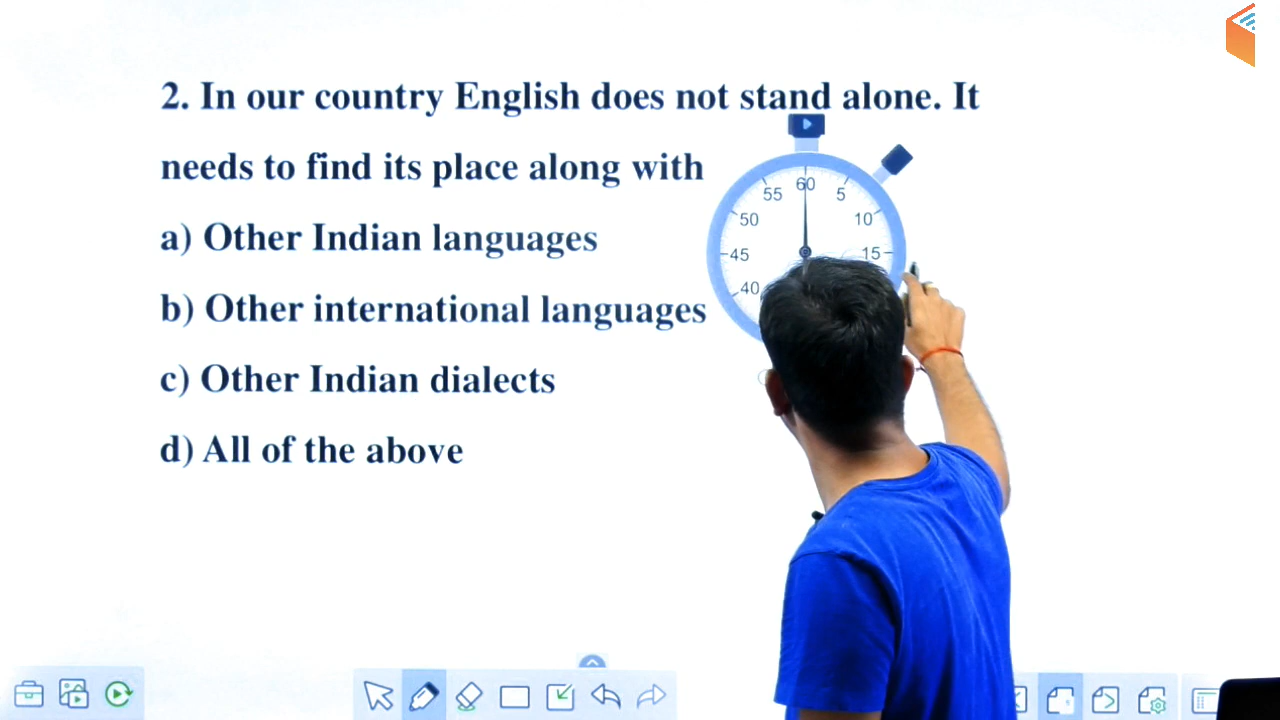 2. In our country English does not stand alone. It
needs to find its place along with
a) Other Indian languages
b) Other international languages
c) Other Indian dialects
d) All of the above
60
55
5
50
10
45
15
40